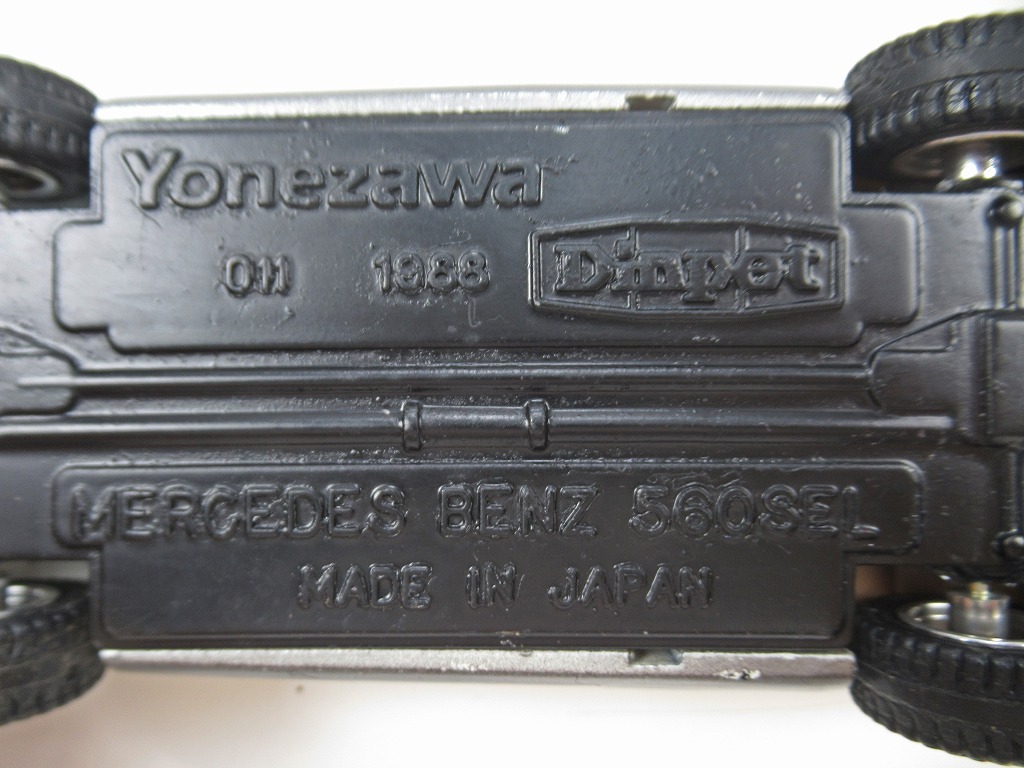 Yonezawa
011 1988 Diapet
MERCEDES BENZ 560SEL
MADE IN JAPAN